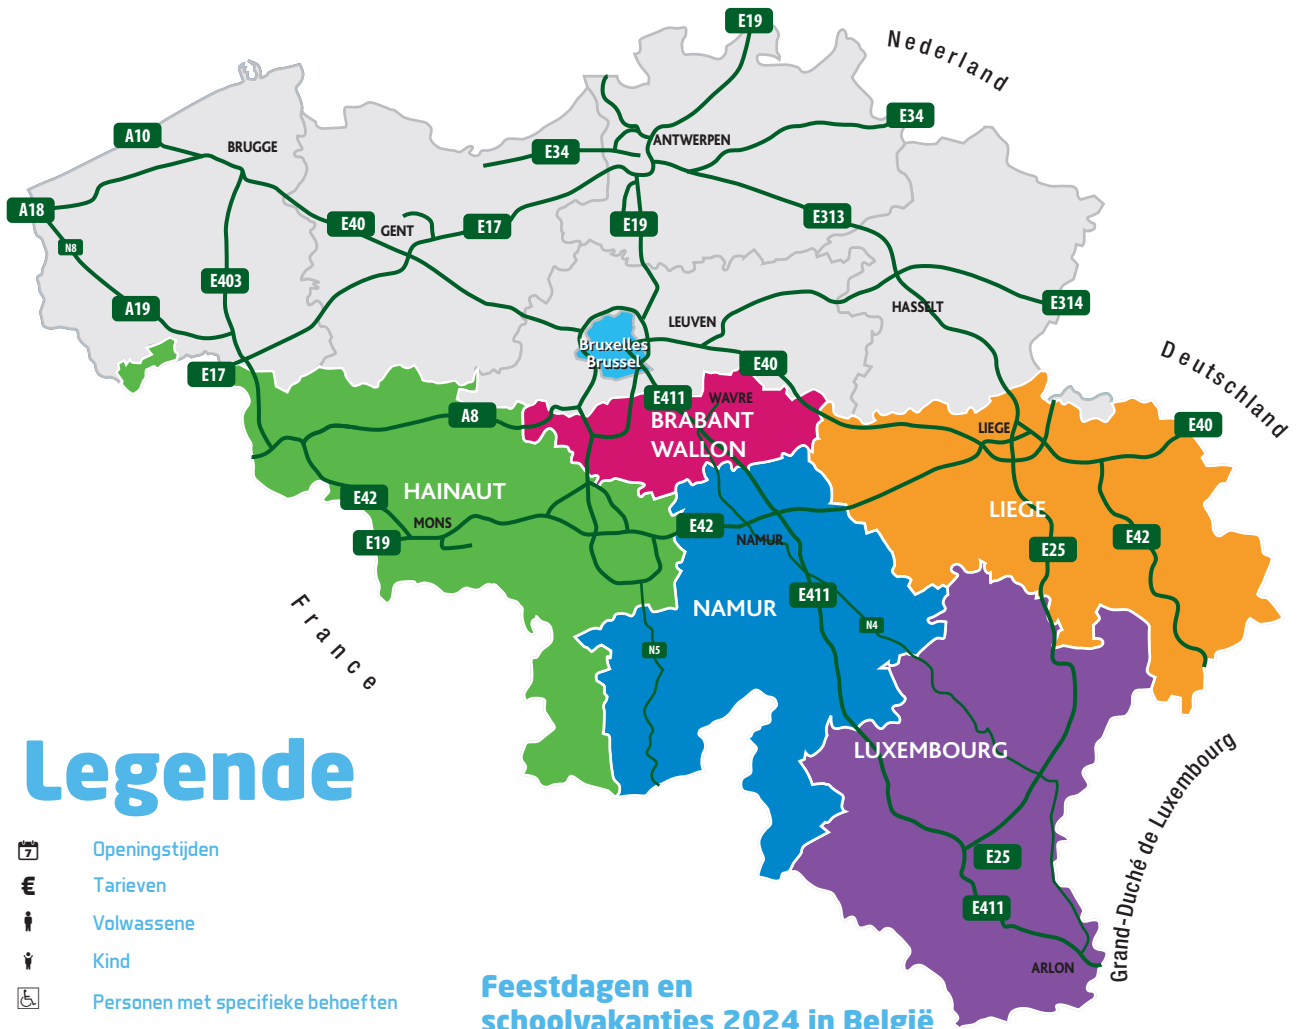 E19
Nederland
A10
BRUGGE
E34
ANTWERPEN
E34
A18
E40
GENT
E17
E19
E313
N8
E403
A19
HASSELT
E314
LEUVEN
Bruxelles
Brussel
Deutschland
E17
E40
E411
WAVRE
A8
BRABANT
WALLON
LIEGE
E40
HAINAUT
E42
MONS
E42
LIEGE
E19
NAMUR
E25
E42
E411
NAMUR
N4
France
N5
LUXEMBOURG
Grand-Duché de Luxembourg
E25
E411
ARLON
Legende
7
Openingstijden
€
Tarieven
Volwassene
Kind
Personen met specifieke behoeften
Feestdagen en
schoolvakanties 2024 in België